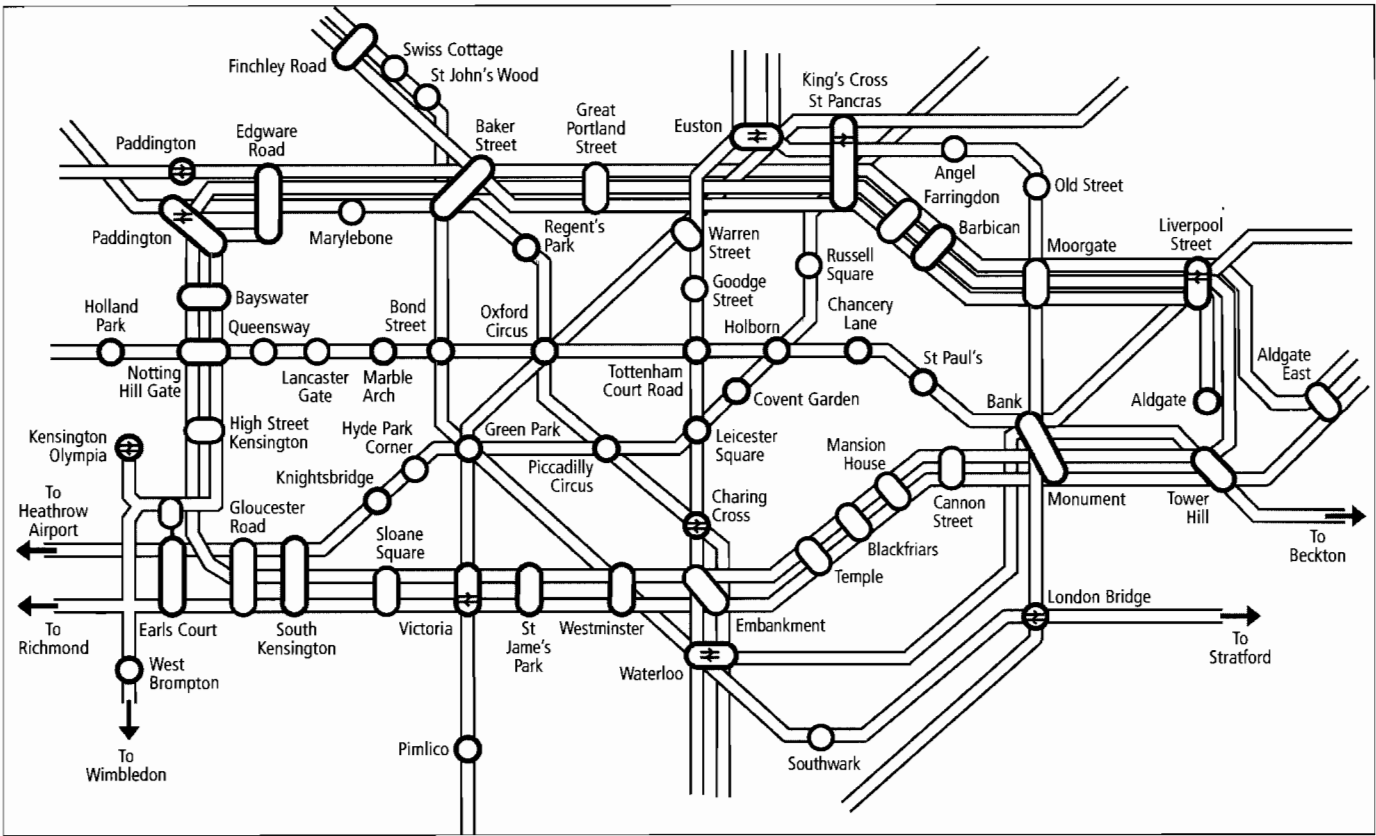 Swiss Cottage
Finchley Road
St John's Wood
King's Cross
St Pancras
Great
Portland
Street
Euston
Baker
Street
Edgware
Road
Paddington
Angel
Old Street
Farringdon
Paddington
Marylebone
Regent's
Park
Warren
Street
Barbican
Moorgate
Liverpool
Street
Russell
Square
Goodge
Street
Bayswater
Holland
Park
Queensway
Bond
Street
Oxford
Circus
Holborn
Chancery
Lane
St Paul's
Notting
Hill Gate
Lancaster
Gate
Marble
Arch
Tottenham
Court Road
Aldgate
East
Covent Garden
Bank
Aldgate
Kensington
Olympia
High Street
Kensington
Hyde Park
Corner
Green Park
Leicester
Square
Mansion
House
Knightsbridge
Piccadilly
Circus
To
Heathrow
Airport
Gloucester
Road
Sloane
Square
Charing
Cross
Cannon
Street
Monument
Tower
Hill
Blackfriars
To
Beckton
Temple
London Bridge
To
Richmond
Earls Court
South
Kensington
Victoria
St
Jame's
Park
Westminster
Embankment
To
Stratford
West
Brompton
Waterloo
Pimlico
Southwark
To
Wimbledon